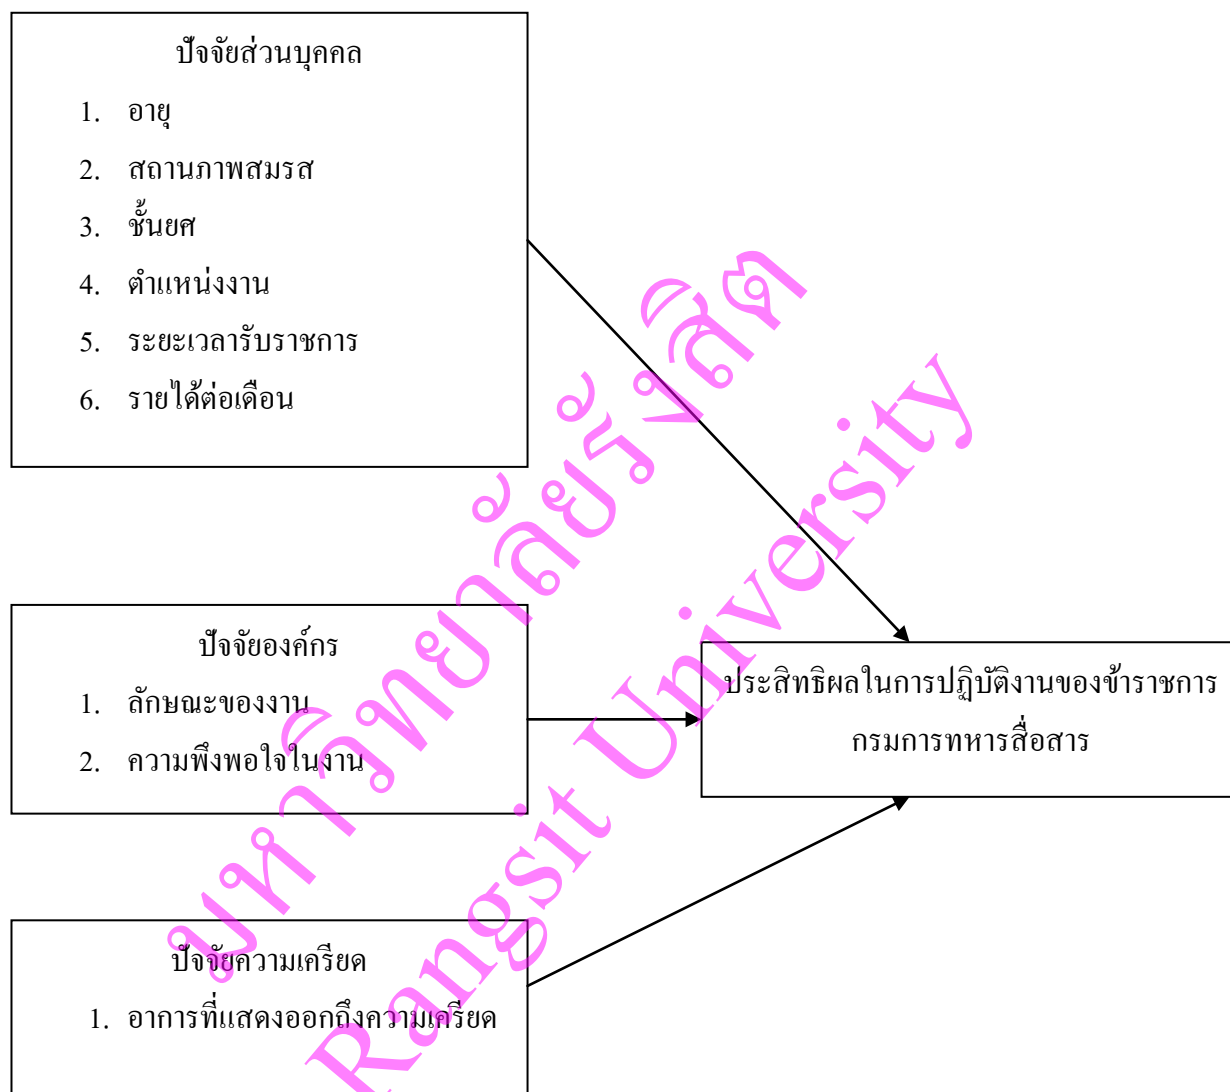 ปัจจัยส่วนบุคคล
1. อายุ
2. สถานภาพสมรส
3. ชั้นยศ
4. ตำแหน่งงาน
5. ระยะเวลารับราชการ
6. รายได้ต่อเดือน
ปัจจัยองค์กร
1. ลักษณะของงาน
2. ความพึงพอใจในงาน
ประสิทธิผลในการปฏิบัติงานของข้าราชการ
กรมการทหารสื่อสาร
ปัจจัยความเครียด
1. อาการที่แสดงออกถึงความเครียด
มหาวิทยาลัยรังสิต
Rangsit University